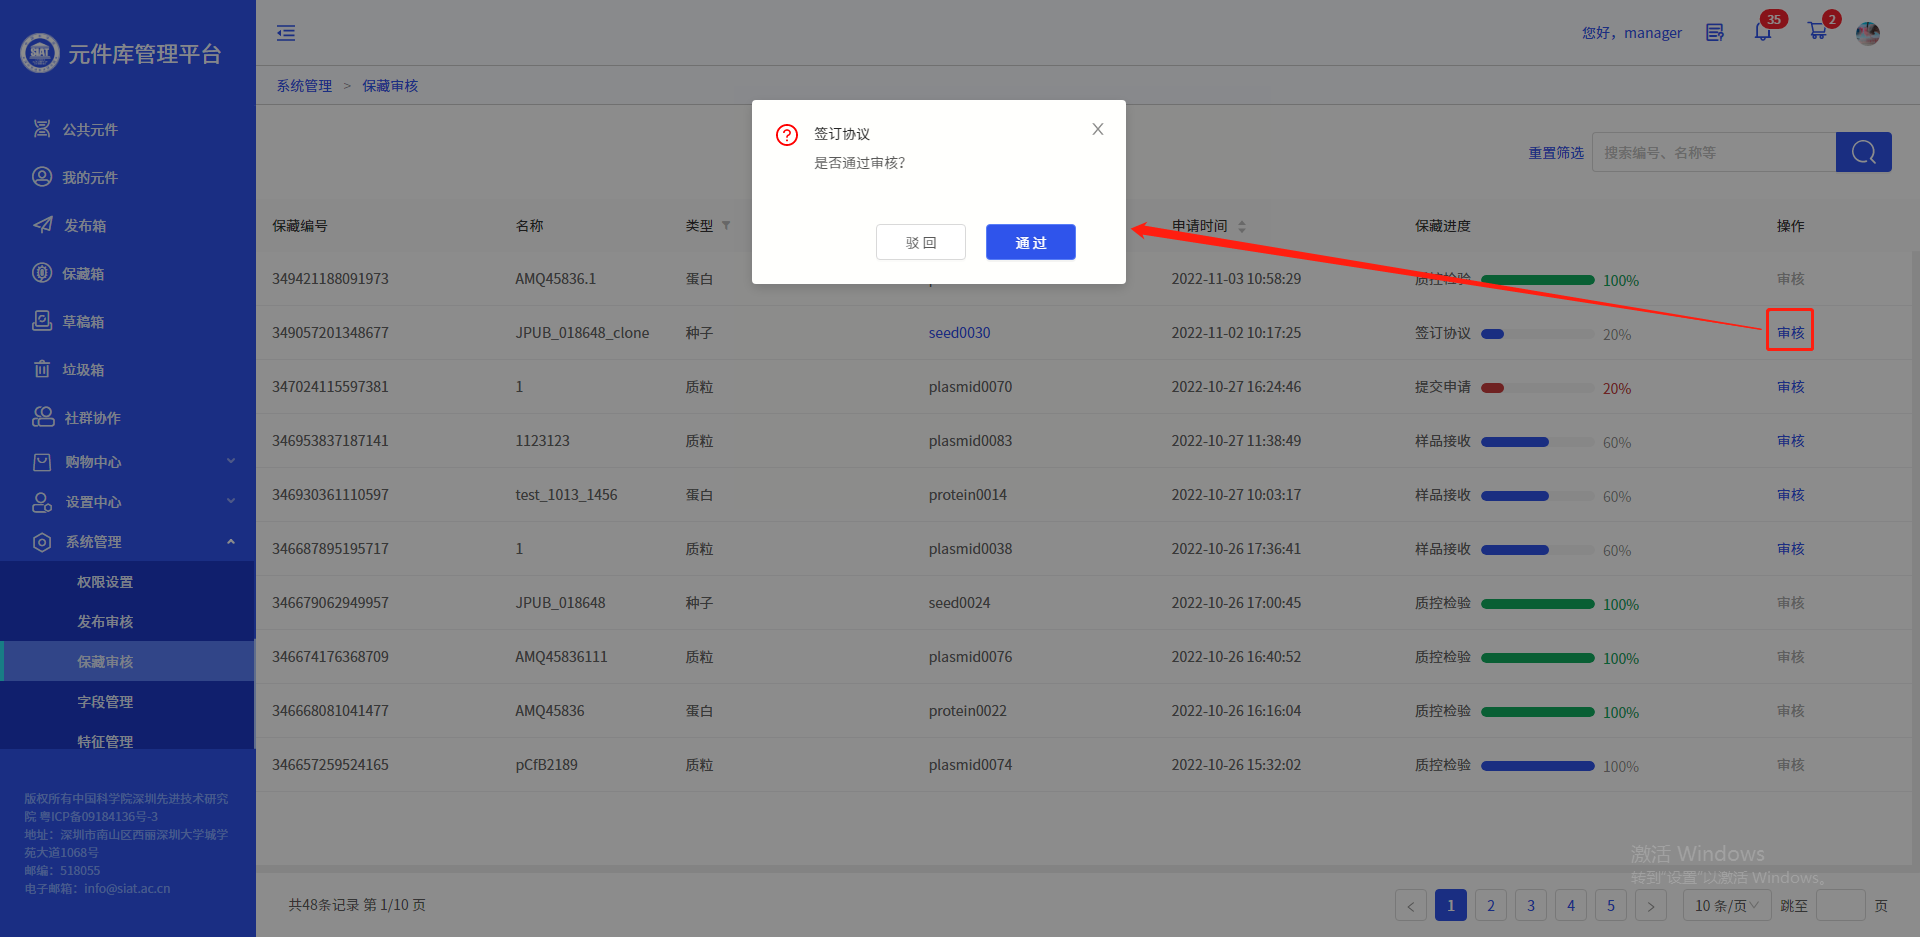 元件库管理平台
您好，manager
35
2
系统管理 > 保藏审核
公共元件
我的元件
发布箱
保藏箱
草稿箱
垃圾箱
社群协作
购物中心
设置中心
系统管理
权限设置
发布审核
保藏审核
字段管理
特征管理
版权所有中国科学院深圳先进技术研究
院 粤ICP备09184136号-3
地址：深圳市南山区西丽深圳大学城学
苑大道1068号
邮编：518055
电子邮箱：info@siat.ac.cn
签订协议
是否通过审核？
驳 回 通 过
重置筛选 搜索编号、名称等
保藏编号 名称 类型 申请时间 保藏进度 操作
349421188091973 AMQ45836.1 蛋白 2022-11-03 10:58:29 质控检验 100% 审核
349057201348677 JPUB_018648_clone 种子 seed0030 2022-11-02 10:17:25 签订协议 20% 审核
347024115597381 1 质粒 plasmid0070 2022-10-27 16:24:46 提交申请 20% 审核
346953837187141 1123123 质粒 plasmid0083 2022-10-27 11:38:49 样品接收 60% 审核
346930361110597 test_1013_1456 蛋白 protein0014 2022-10-27 10:03:17 样品接收 60% 审核
346687895195717 1 质粒 plasmid0038 2022-10-26 17:36:41 样品接收 60% 审核
346679062949957 JPUB_018648 种子 seed0024 2022-10-26 17:00:45 质控检验 100% 审核
346674176368709 AMQ45836111 质粒 plasmid0076 2022-10-26 16:40:52 质控检验 100% 审核
346668081041477 AMQ45836 蛋白 protein0022 2022-10-26 16:16:04 质控检验 100% 审核
346657259524165 pCfB2189 质粒 plasmid0074 2022-10-26 15:32:02 质控检验 100% 审核
激活 Windows
转到“设置”以激活 Windows。
共48条记录 第 1/10 页
< 1 2 3 4 5 > 10 条/页 跳至 页